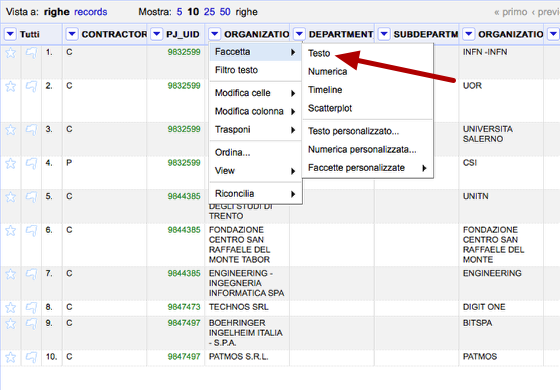 Vista a: righe records Mostra: 5 10 25 50 righe « primo ‹ previ
Tutti CONTRACTOR PJ_UID ORGANIZATIO DEPARTMENT SUBDEPARTM ORGANIZATIO
1. C 9832599 INFN -INFN
2. C 9832599 UOR
3. C 9832599 UNIVERSITA
SALERNO
4. P 9832599 CSI
5. C 9844385 UNITN
DEGLI STUDI DI
TRENTO
6. C 9844385 FONDAZIONE FONDAZIONE
CENTRO SAN CENTRO SAN
RAFFAELE DEL RAFFAELE DEL
MONTE TABOR MONTE
7. C 9844385 ENGINEERING - ENGINEERING
INGEGNERIA
INFORMATICA SPA
8. C 9847473 TECHNOS SRL DIGIT ONE
9. C 9847497 BOEHRINGER BITSPA
INGELHEIM ITALIA
- S.P.A.
10. C 9847497 PATMOS S.R.L. PATMOS
Faccetta
Filtro testo
Modifica celle
Modifica colonna
Trasponi
Ordina...
View
Riconcilia
Testo
Numerica
Timeline
Scatterplot
Testo personalizzato...
Numerica personalizzata...
Faccette personalizzate